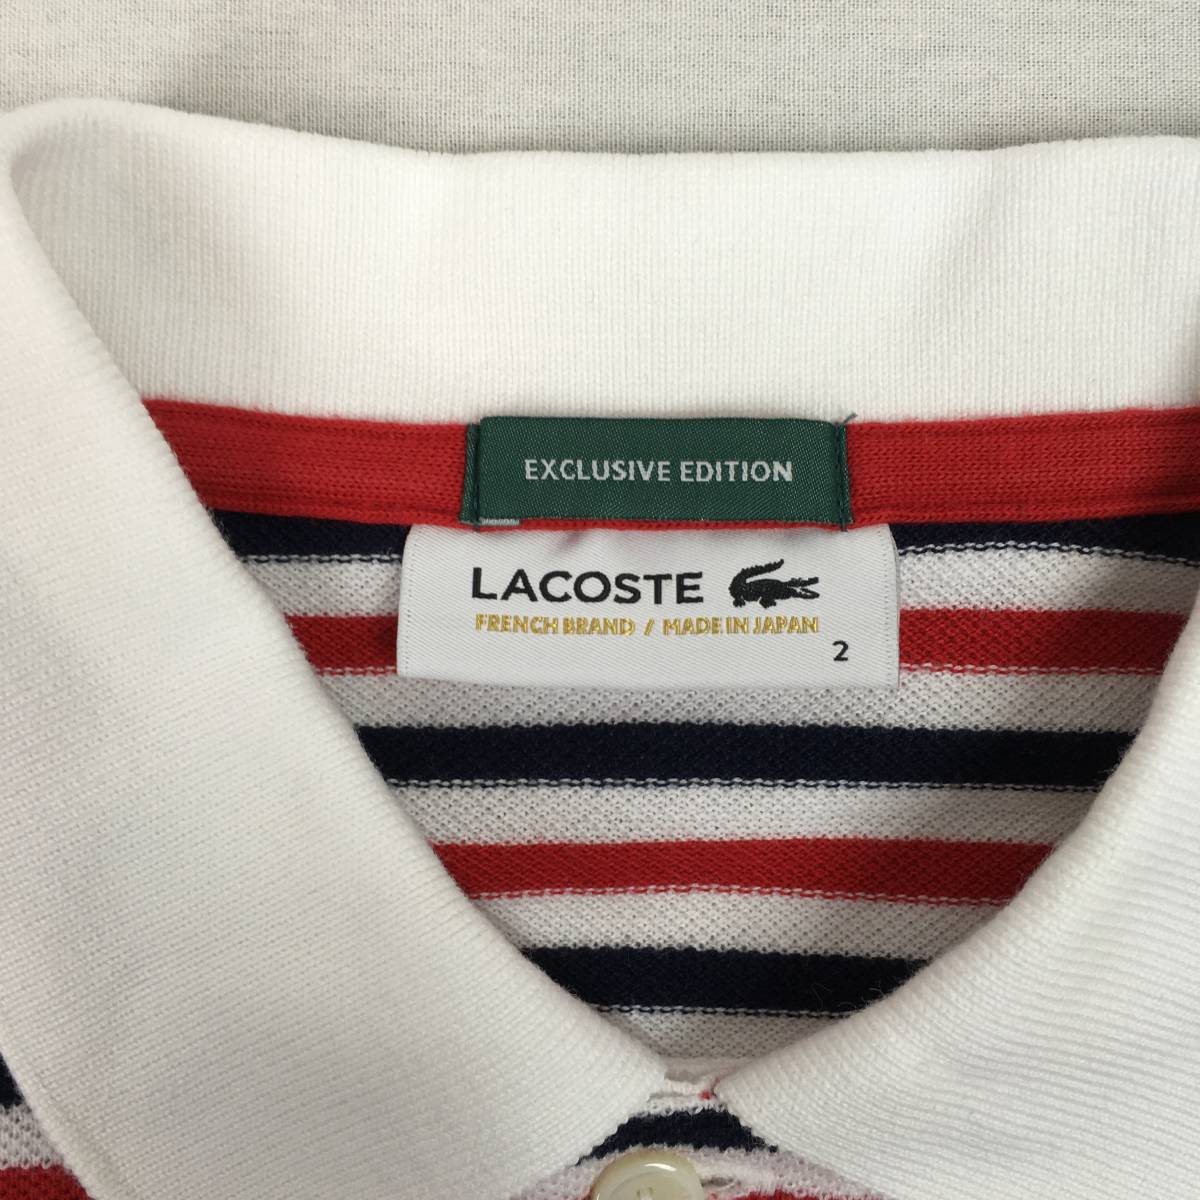 EXCLUSIVE EDITION
LACOSTE
FRENCH BRAND / MADE IN JAPAN
2